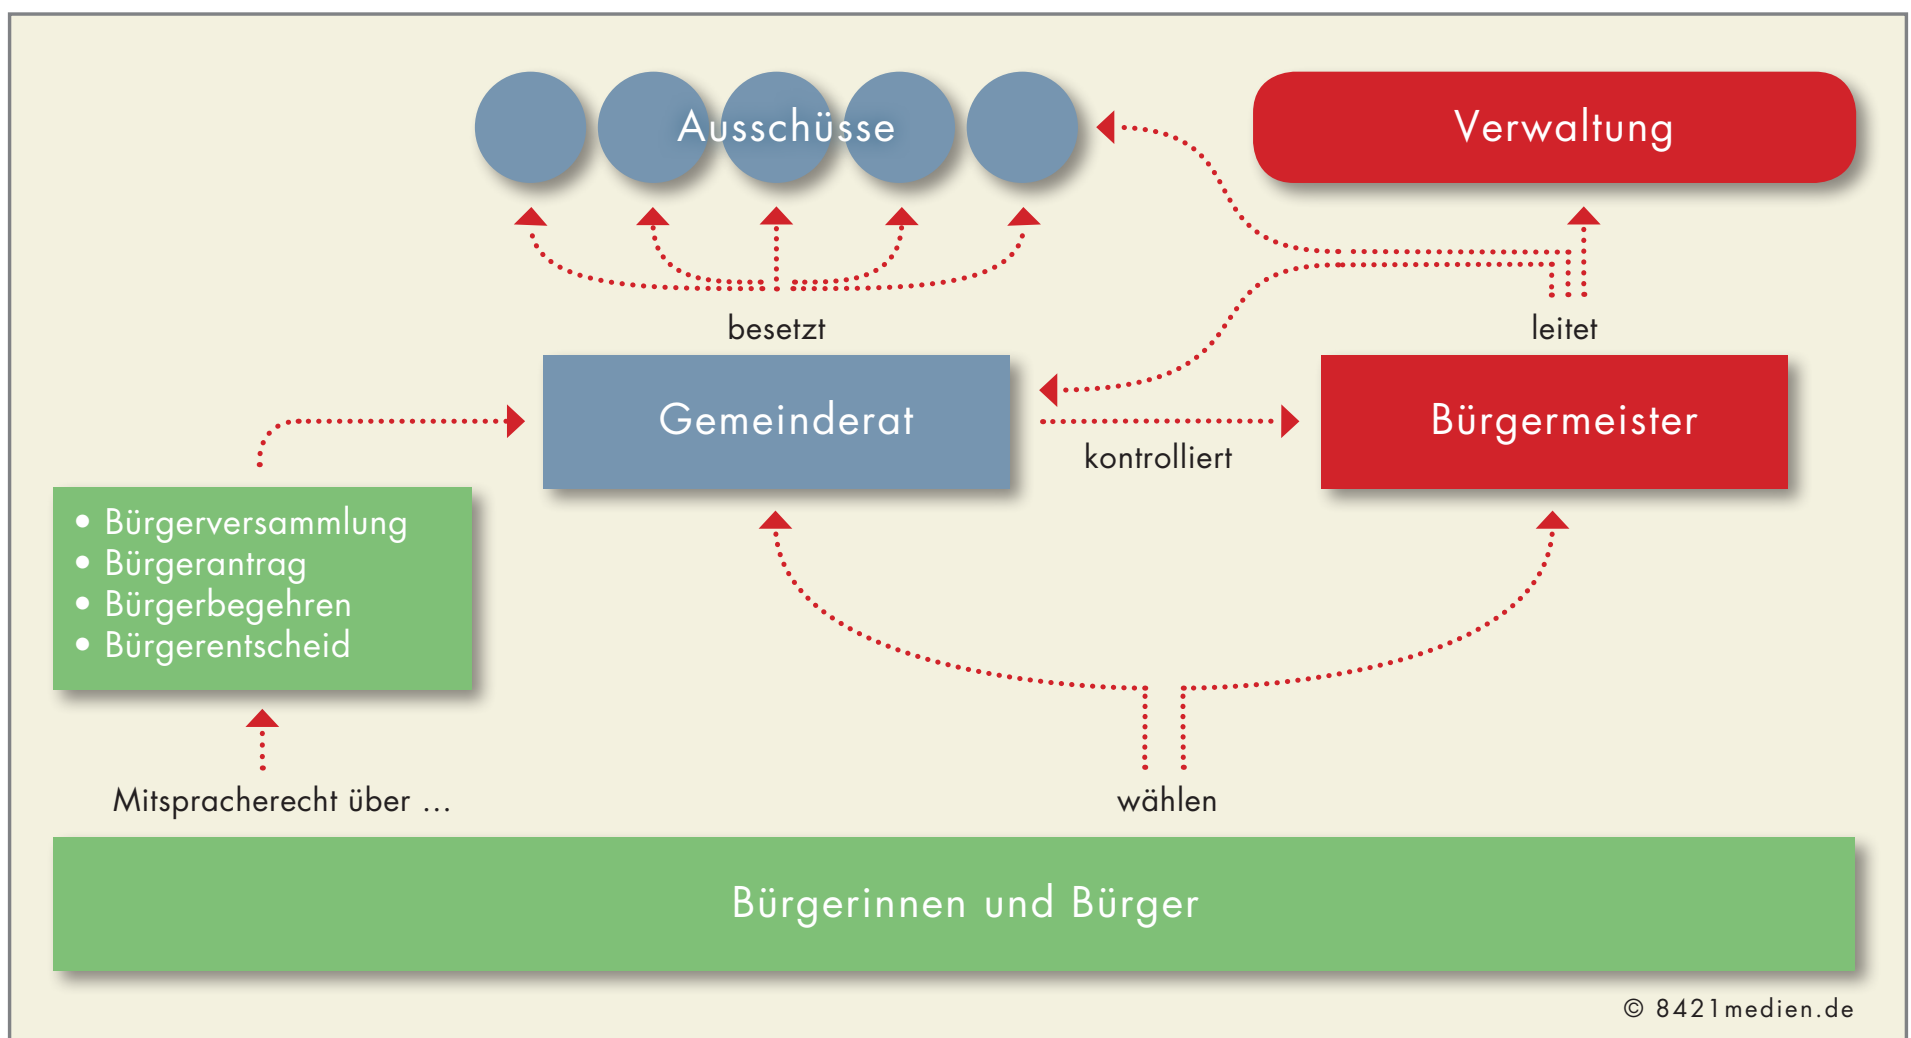 Ausschüsse
Verwaltung
besetzt
leitet
Gemeinderat
Bürgermeister
kontrolliert
• Bürgerversammlung
• Bürgerantrag
• Bürgerbegehren
• Bürgerentscheid
Mitspracherecht über ...
wählen
Bürgerinnen und Bürger
© 8421medien.de